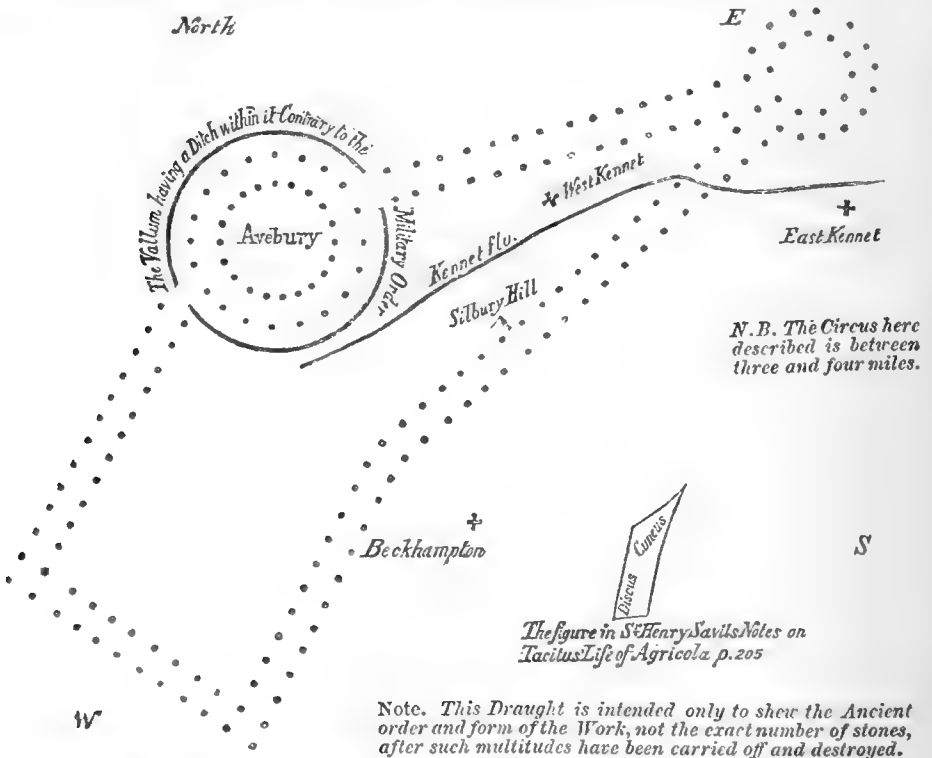 North
E
The Vallum having a Ditch within it Contrary to the
Military Order
Avebury
West Kennet
Kennet flu.
East Kennet
Silbury Hill
N.B. The Circus here
described is between
three and four miles.
Beckhampton
Cuneus
Discus
S
The figure in Sr Henry Savils Notes on
Tacitus Life of Agricola p.205
W
Note. This Draught is intended only to shew the Ancient
order and form of the Work, not the exact number of stones,
after such multitudes have been carried off and destroyed.